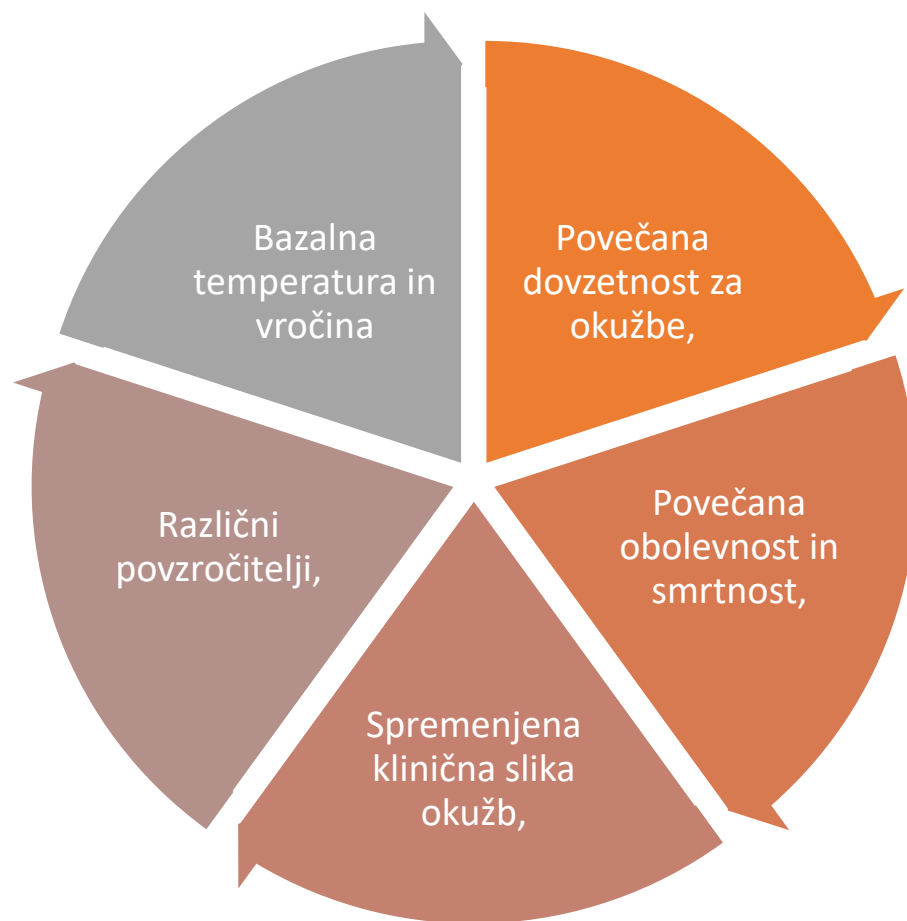 Povečana
dovzetnost za
okužbe,
Povečana
obolevnost in
smrtnost,
Spremenjena
klinična slika
okužb,
Različni
povzročitelji,
Bazalna
temperatura in
vročina